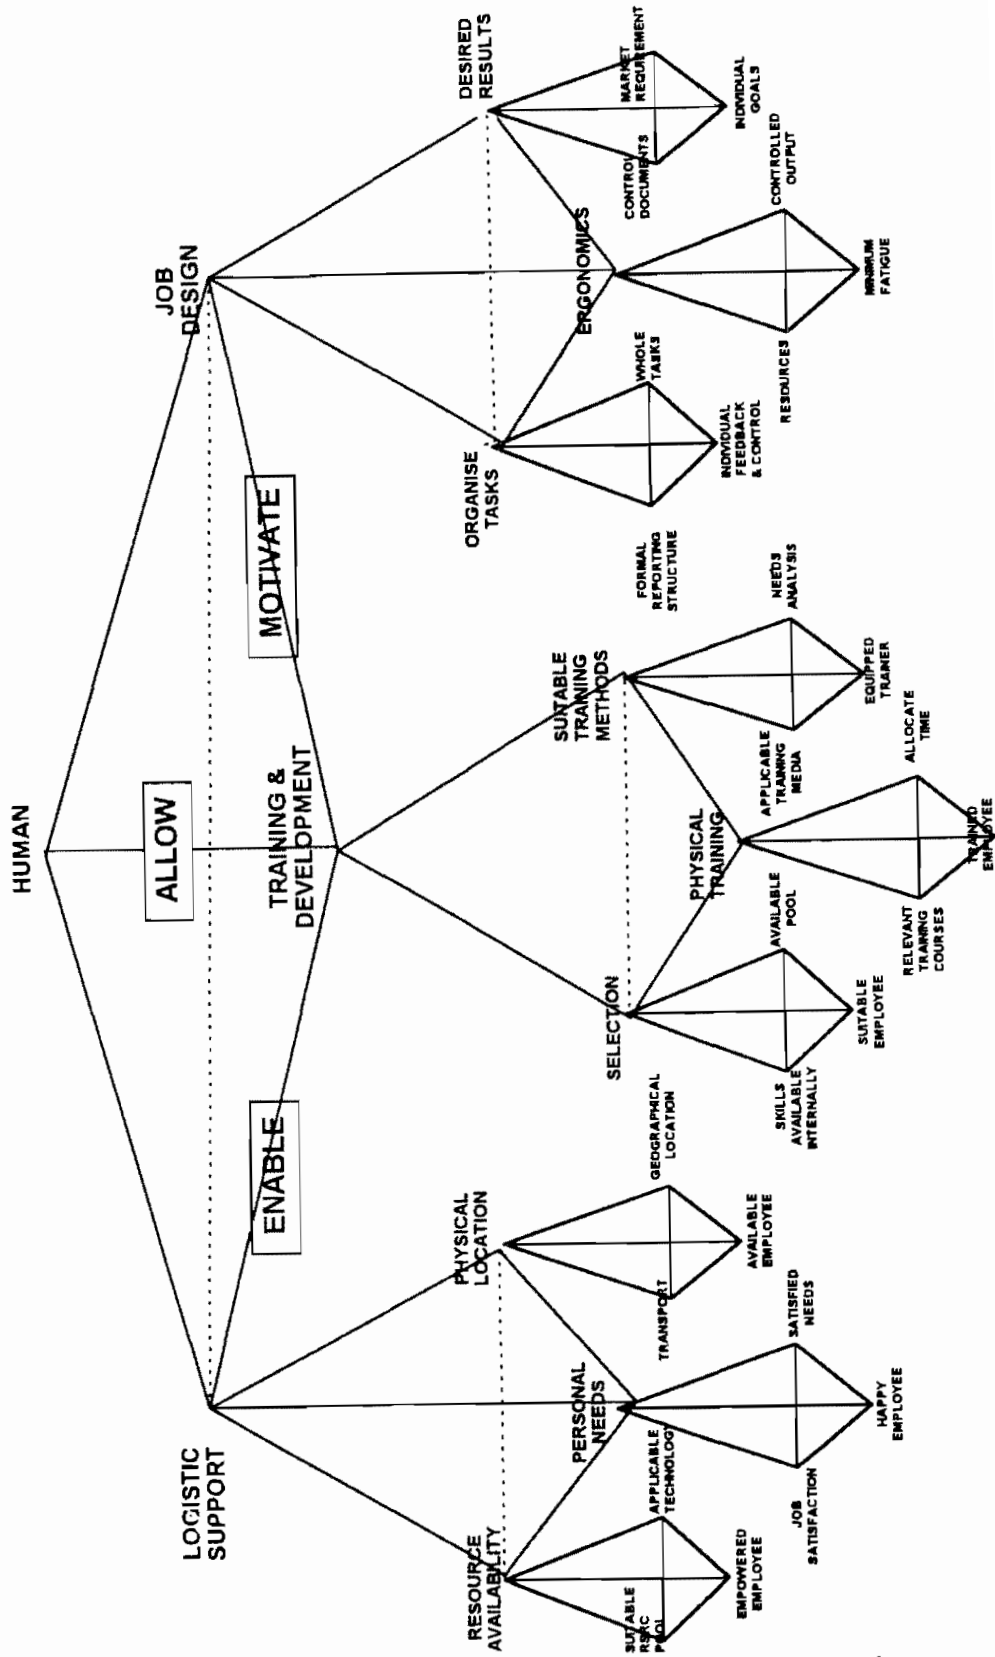 HUMAN
ALLOW
LOGISTIC
SUPPORT
ENABLE
TRAINING &
DEVELOPMENT
MOTIVATE
JOB
DESIGN
RESOURCE
AVAILABILITY
PERSONAL
NEEDS
PHYSICAL
LOCATION
SELECTION
PHYSICAL
TRAINING
SUITABLE
TRAINING
METHODS
ORGANISE
TASKS
ERGONOMICS
DESIRED
RESULTS
SUITABLE
RSRC
POOL
APPLICABLE
TECHNOLOGY
EMPOWERED
EMPLOYEE
JOB
SATISFACTION
SATISFIED
NEEDS
HAPPY
EMPLOYEE
TRANSPORT
GEOGRAPHICAL
LOCATION
AVAILABLE
EMPLOYEE
SKILLS
AVAILABLE
INTERNALLY
AVAILABLE
POOL
SUITABLE
EMPLOYEE
RELEVANT
TRAINING
COURSES
ALLOCATE
TIME
TRAINED
EMPLOYEE
APPLICABLE
TRAINING
MEDIA
NEEDS
ANALYSIS
EQUIPPED
TRAINER
FORMAL
REPORTING
STRUCTURE
WHOLE
TASKS
INDIVIDUAL
FEEDBACK
& CONTROL
RESOURCES
CONTROLLED
OUTPUT
MINIMUM
FATIGUE
CONTROL
DOCUMENTS
MARKET
REQUIREMENT
INDIVIDUAL
GOALS